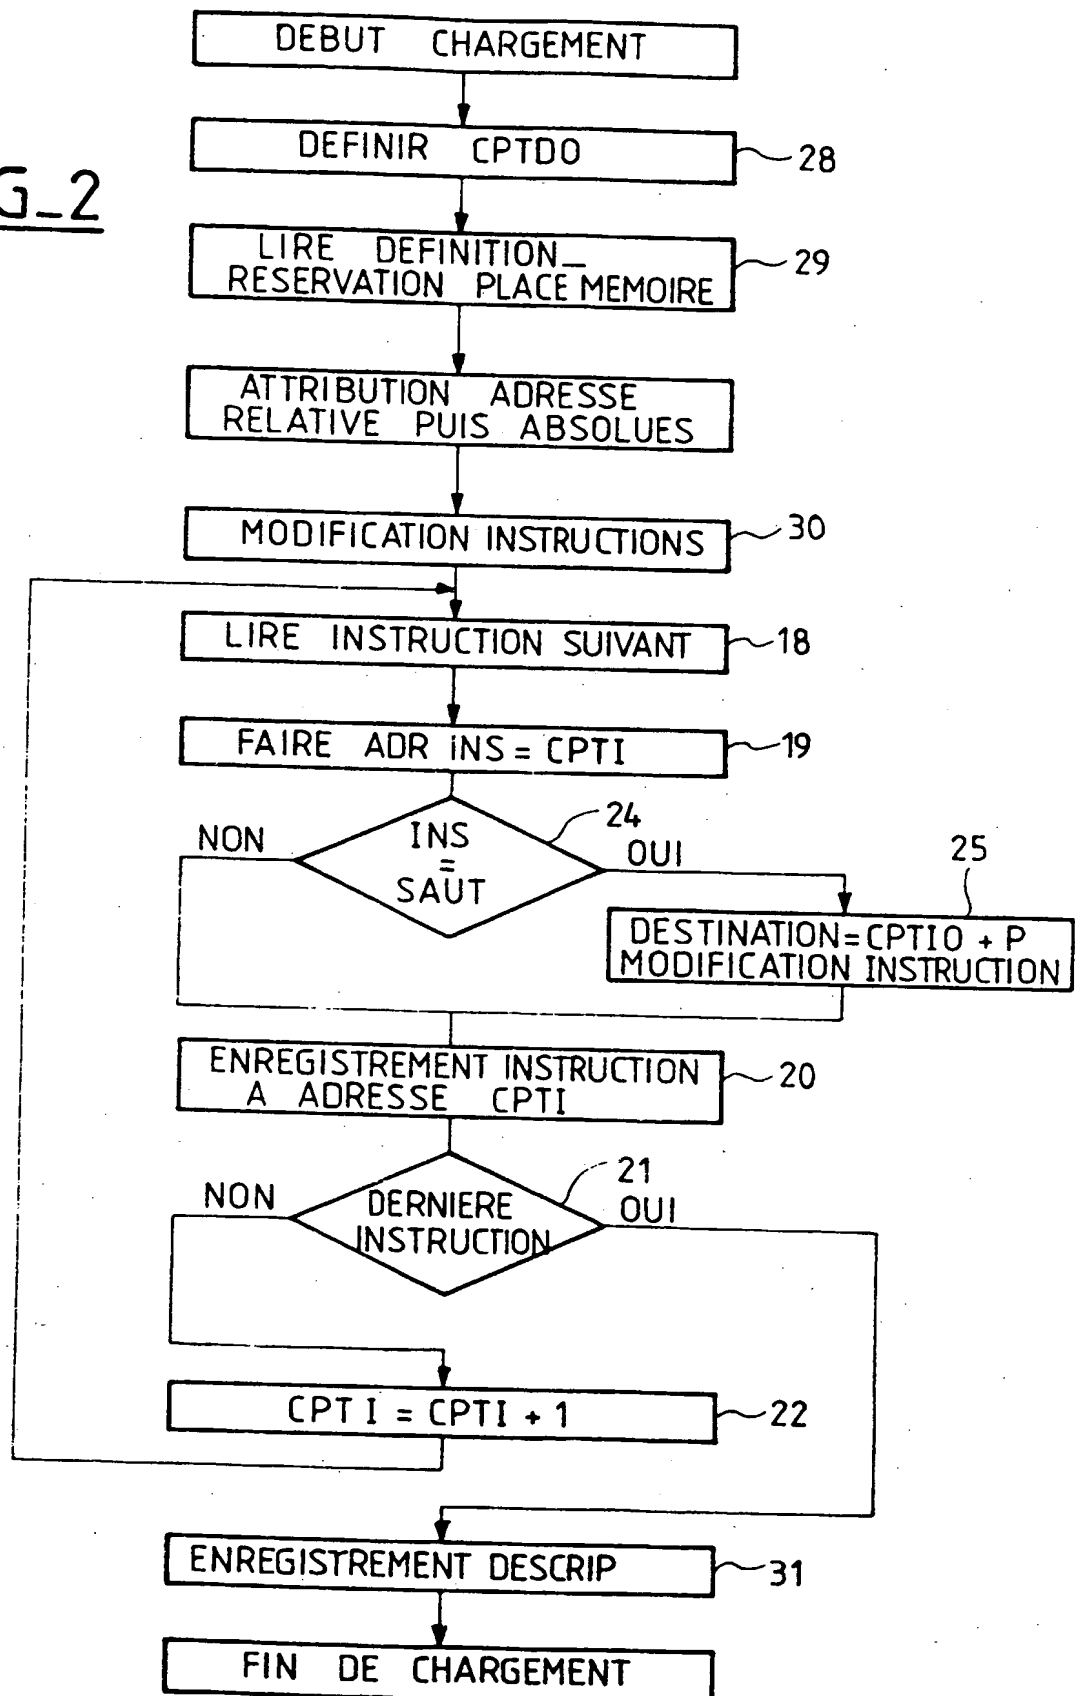 DEBUT CHARGEMENT
DEFINIR CPTDO
28
G_2
LIRE DEFINITION_
RESERVATION PLACE MEMOIRE
29
ATTRIBUTION ADRESSE
RELATIVE PUIS ABSOLUES
MODIFICATION INSTRUCTIONS
30
LIRE INSTRUCTION SUIVANT
18
FAIRE ADR INS = CPTI
19
24
NON
INS
=
SAUT
OUI
25
DESTINATION = CPTIO + P
MODIFICATION INSTRUCTION
ENREGISTREMENT INSTRUCTION
A ADRESSE CPTI
20
21
NON
DERNIERE
INSTRUCTION
OUI
CPT I = CPTI + 1
22
ENREGISTREMENT DESCRIP
31
FIN DE CHARGEMENT